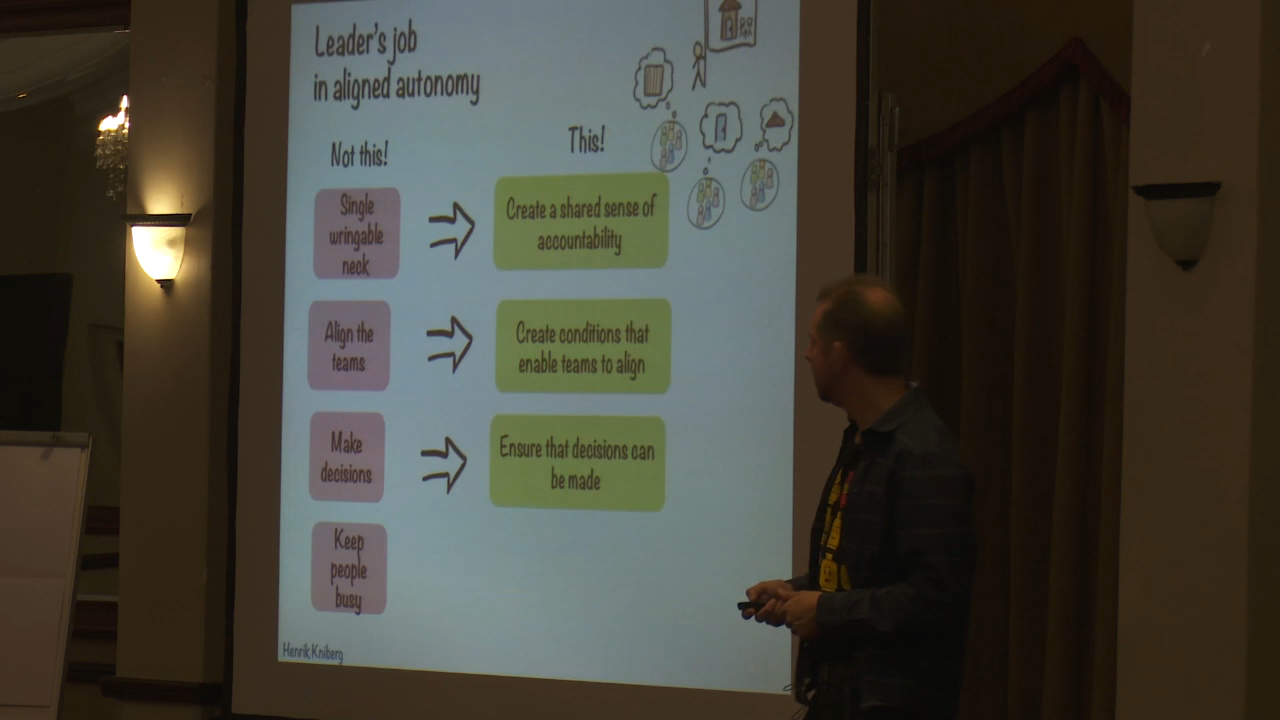 Leader's job
in aligned autonomy
Not this!
This!
Single
wringable
neck
Create a shared sense of
accountability
Align the
teams
Create conditions that
enable teams to align
Make
decisions
Ensure that decisions can
be made
Keep
people
busy
Henrik Kniberg